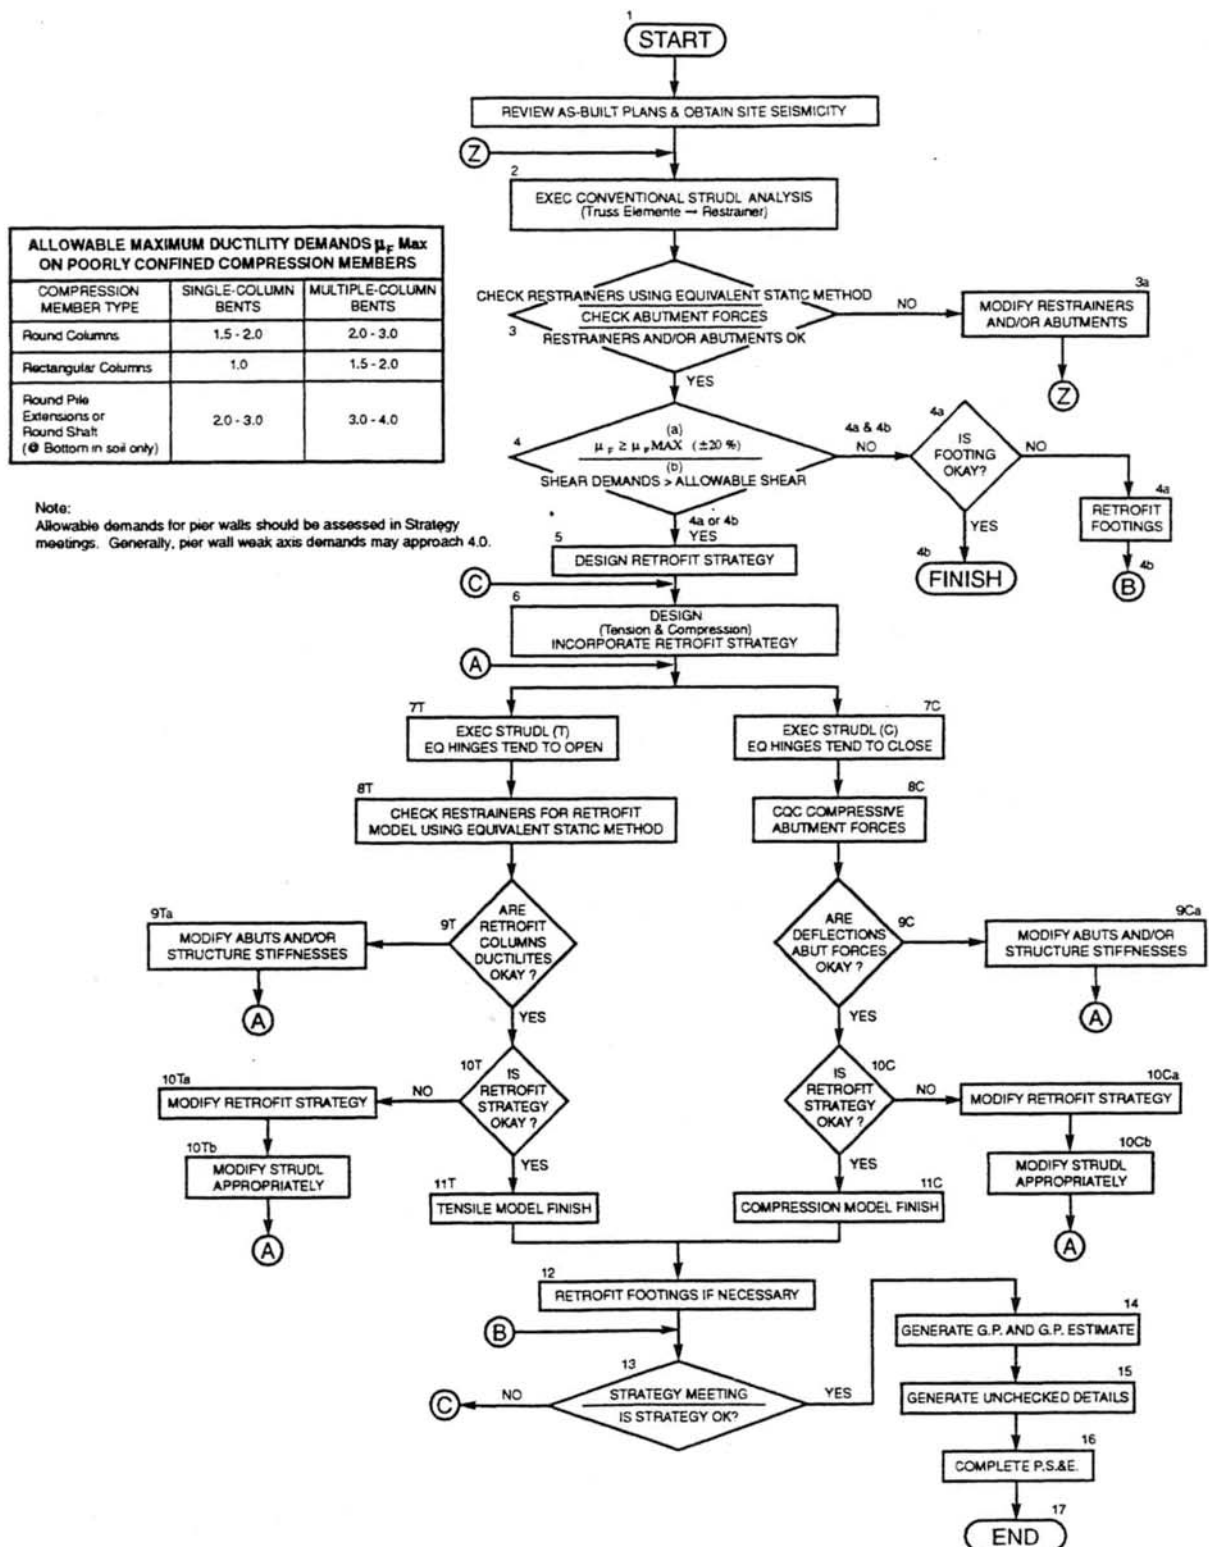 1
START
REVIEW AS-BUILT PLANS & OBTAIN SITE SEISMICITY
Z
2
EXEC CONVENTIONAL STRUDL ANALYSIS
(Truss Elemente → Restrainer)
ALLOWABLE MAXIMUM DUCTILITY DEMANDS μF Max
ON POORLY CONFINED COMPRESSION MEMBERS
COMPRESSION MEMBER TYPE
SINGLE-COLUMN BENTS
MULTIPLE-COLUMN BENTS
Round Columns 1.5 - 2.0 2.0 - 3.0
Rectangular Columns 1.0 1.5 - 2.0
Round Pile
Extensions or
Round Shaft
(@ Bottom in soil only)
2.0 - 3.0 3.0 - 4.0
Note:
Allowable demands for pier walls should be assessed in Strategy
meetings. Generally, pier wall weak axis demands may approach 4.0.
CHECK RESTRAINERS USING EQUIVALENT STATIC METHOD
CHECK ABUTMENT FORCES
3
RESTRAINERS AND/OR ABUTMENTS OK
NO
3a
MODIFY RESTRAINERS
AND/OR ABUTMENTS
Z
YES
4
(a)
μF ≥ μF MAX (±20 %)
(b)
SHEAR DEMANDS > ALLOWABLE SHEAR
4a & 4b
NO
4a
IS
FOOTING
OKAY?
NO
4a
RETROFIT
FOOTINGS
4b
B
YES
4b
FINISH
4a or 4b
YES
5
DESIGN RETROFIT STRATEGY
C
6
DESIGN
(Tension & Compression)
INCORPORATE RETROFIT STRATEGY
A
7T
EXEC STRUDL (T)
EQ HINGES TEND TO OPEN
7C
EXEC STRUDL (C)
EQ HINGES TEND TO CLOSE
8T
CHECK RESTRAINERS FOR RETROFIT
MODEL USING EQUIVALENT STATIC METHOD
8C
CQC COMPRESSIVE
ABUTMENT FORCES
9Ta
MODIFY ABUTS AND/OR
STRUCTURE STIFFNESSES
A
9T
ARE
RETROFIT
COLUMNS
DUCTILITES
OKAY ?
YES
9C
ARE
DEFLECTIONS
ABUT FORCES
OKAY ?
YES
9Ca
MODIFY ABUTS AND/OR
STRUCTURE STIFFNESSES
A
10Ta
MODIFY RETROFIT STRATEGY
NO
10T
IS
RETROFIT
STRATEGY
OKAY ?
YES
10Tb
MODIFY STRUDL
APPROPRIATELY
A
10C
IS
RETROFIT
STRATEGY
OKAY ?
NO
YES
10Ca
MODIFY RETROFIT STRATEGY
10Cb
MODIFY STRUDL
APPROPRIATELY
A
11T
TENSILE MODEL FINISH
11C
COMPRESSION MODEL FINISH
12
RETROFIT FOOTINGS IF NECESSARY
B
13
STRATEGY MEETING
IS STRATEGY OK?
NO
C
YES
14
GENERATE G.P. AND G.P. ESTIMATE
15
GENERATE UNCHECKED DETAILS
16
COMPLETE P.S.&E.
17
END